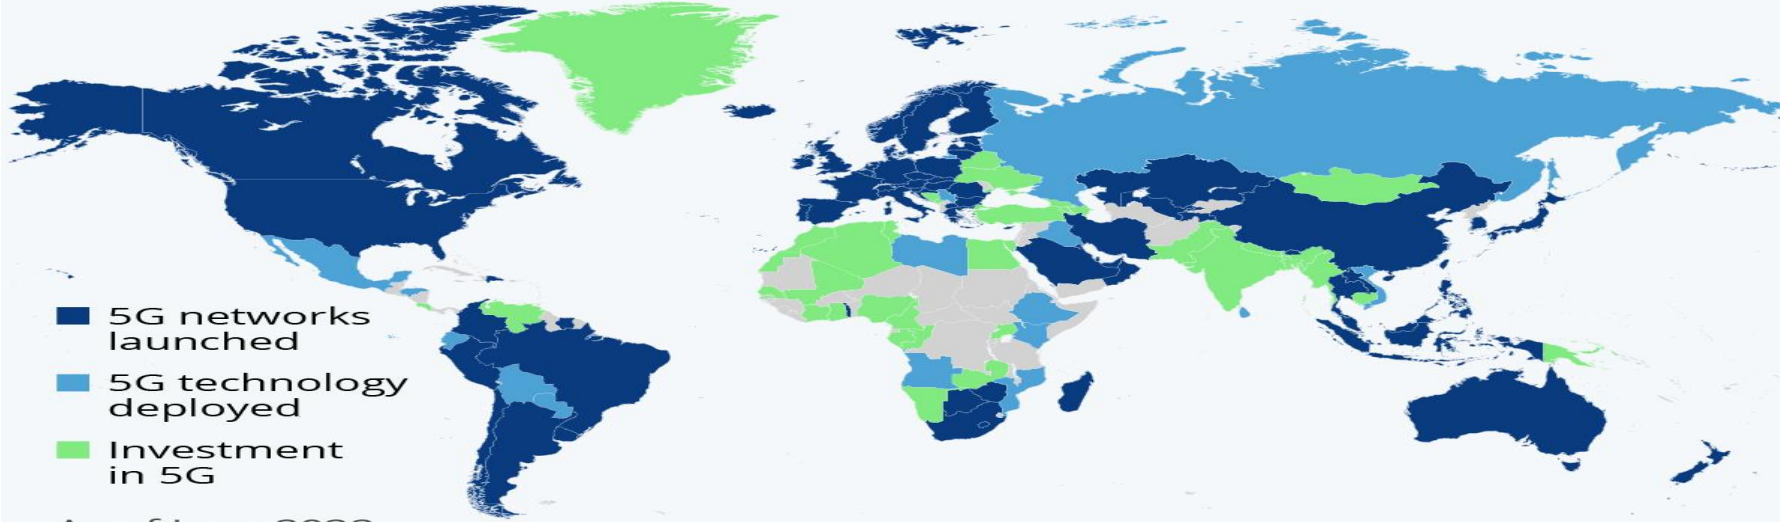 5G networks
launched
5G technology
deployed
Investment
in 5G